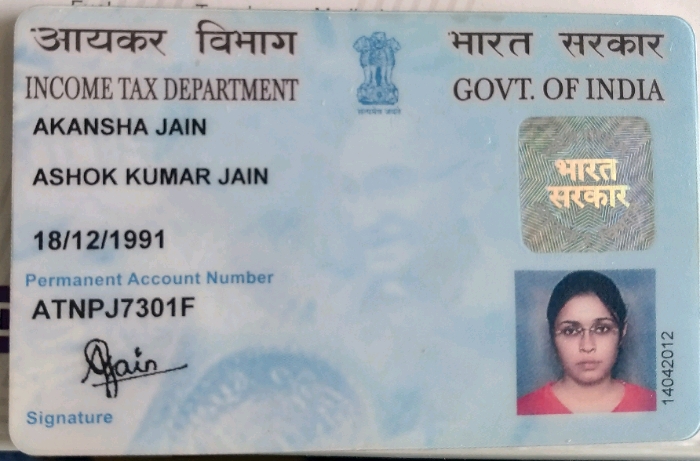 आयकर विभाग
भारत सरकार
INCOME TAX DEPARTMENT
GOVT. OF INDIA
सत्यमेव जयते
AKANSHA JAIN
ASHOK KUMAR JAIN
भारत
सरकार
18/12/1991
Permanent Account Number
ATNPJ7301F
14042012
Jain
Signature